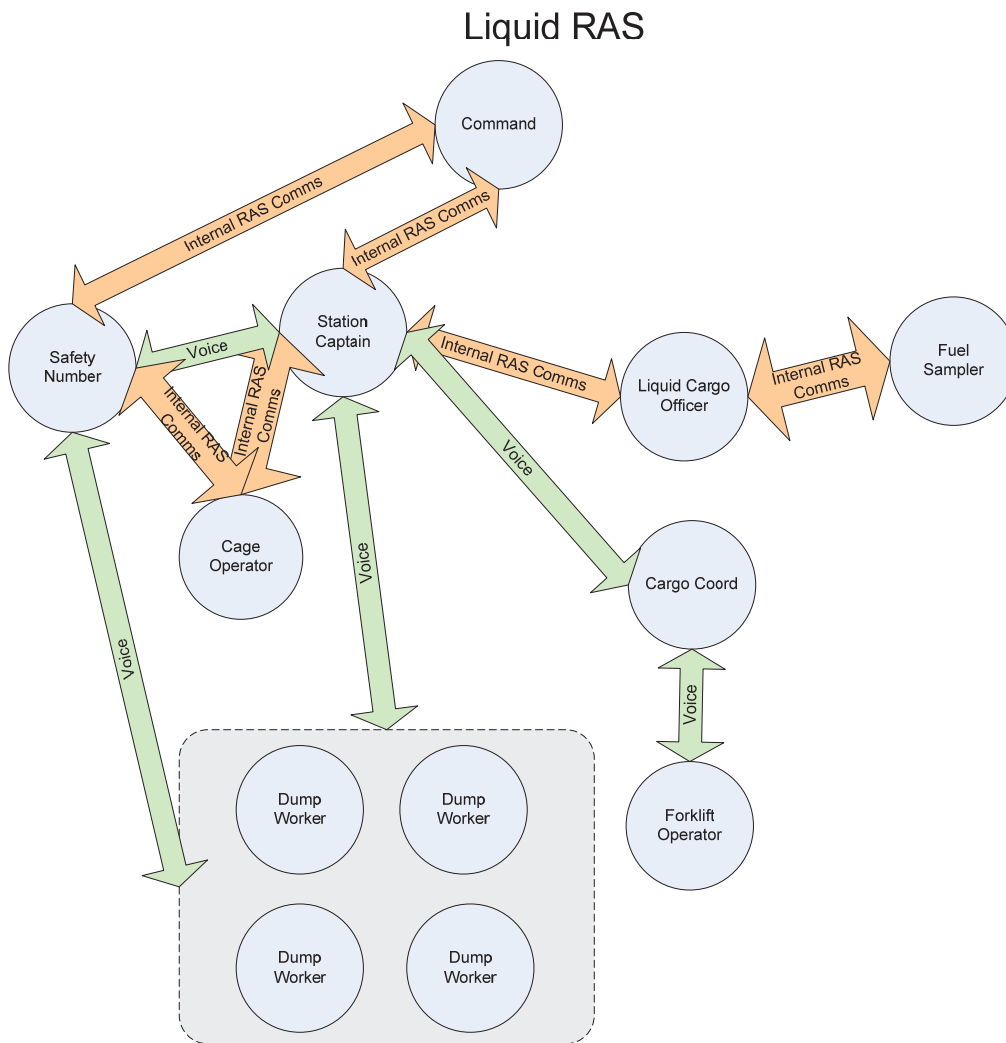 Liquid RAS
Command
Internal RAS Comms
Internal RAS Comms
Station
Captain
Safety
Number
Voice
Internal RAS Comms
Fuel
Sampler
Internal RAS
Comms
Liquid Cargo
Officer
Internal RAS
Comms
Internal RAS
Comms
Voice
Cage
Operator
Voice
Cargo Coord
Voice
Voice
Dump
Worker
Dump
Worker
Forklift
Operator
Dump
Worker
Dump
Worker